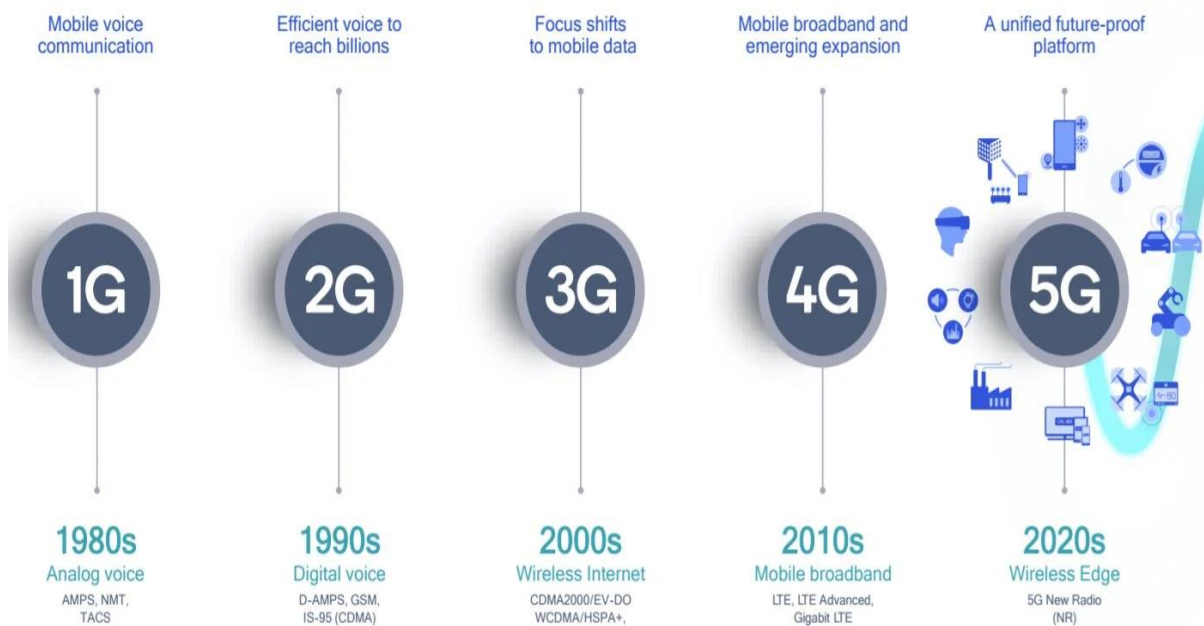 Mobile voice
communication
Efficient voice to
reach billions
Focus shifts
to mobile data
Mobile broadband and
emerging expansion
A unified future-proof
platform
1G
2G
3G
4G
5G
1980s
Analog voice
AMPS, NMT,
TACS
1990s
Digital voice
D-AMPS, GSM,
IS-95 (CDMA)
2000s
Wireless Internet
CDMA2000/EV-DO
WCDMA/HSPA+,
2010s
Mobile broadband
LTE, LTE Advanced,
Gigabit LTE
2020s
Wireless Edge
5G New Radio
(NR)